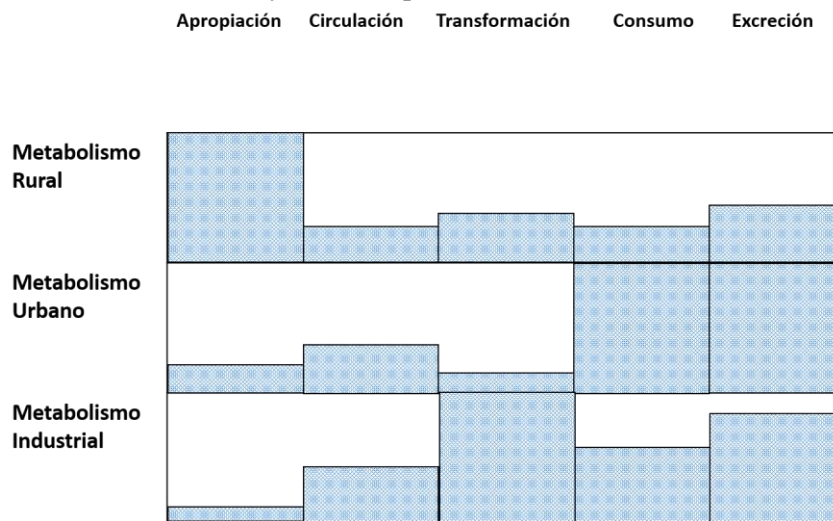 Apropiación Circulación Transformación Consumo Excreción
Metabolismo
Rural
Metabolismo
Urbano
Metabolismo
Industrial